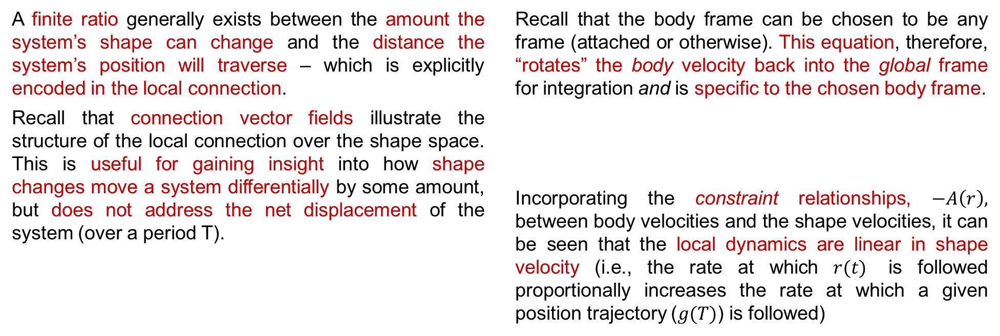 A finite ratio generally exists between the amount the
system’s shape can change and the distance the
system’s position will traverse – which is explicitly
encoded in the local connection.
Recall that connection vector fields illustrate the
structure of the local connection over the shape space.
This is useful for gaining insight into how shape
changes move a system differentially by some amount,
but does not address the net displacement of the
system (over a period T).
Recall that the body frame can be chosen to be any
frame (attached or otherwise). This equation, therefore,
“rotates” the body velocity back into the global frame
for integration and is specific to the chosen body frame.
Incorporating the constraint relationships, −A(r),
between body velocities and the shape velocities, it can
be seen that the local dynamics are linear in shape
velocity (i.e., the rate at which r(t) is followed
proportionally increases the rate at which a given
position trajectory (g(T)) is followed)